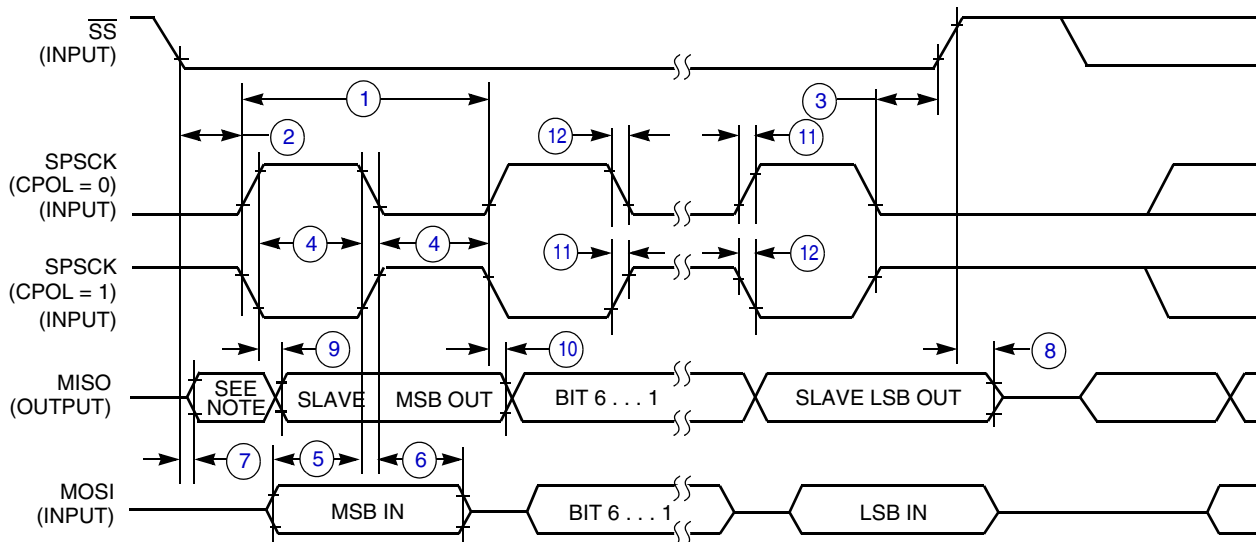 SS
(INPUT)
1
3
2
12
11
SPSCK
(CPOL = 0)
(INPUT)
4
4
11
12
SPSCK
(CPOL = 1)
(INPUT)
9
10
8
MISO
(OUTPUT)
SEE
NOTE
SLAVE
MSB OUT
BIT 6 . . . 1
SLAVE LSB OUT
7
5
6
MOSI
(INPUT)
MSB IN
BIT 6 . . . 1
LSB IN